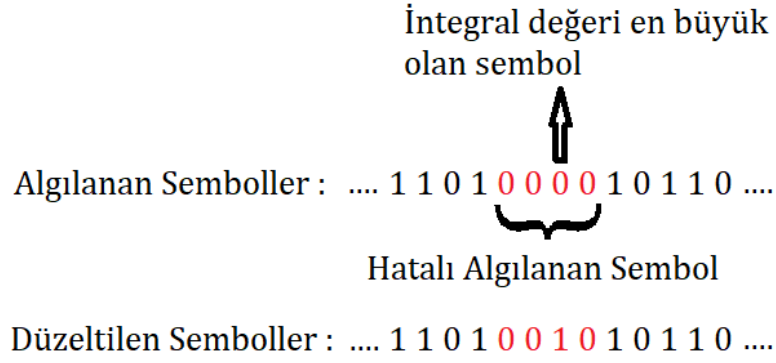 İntegral değeri en büyük
olan sembol
Algılanan Semboller : .... 1 1 0 1 0 0 0 0 1 0 1 1 0 ....
Hatalı Algılanan Sembol
Düzeltilen Semboller : .... 1 1 0 1 0 0 1 0 1 0 1 1 0 ....